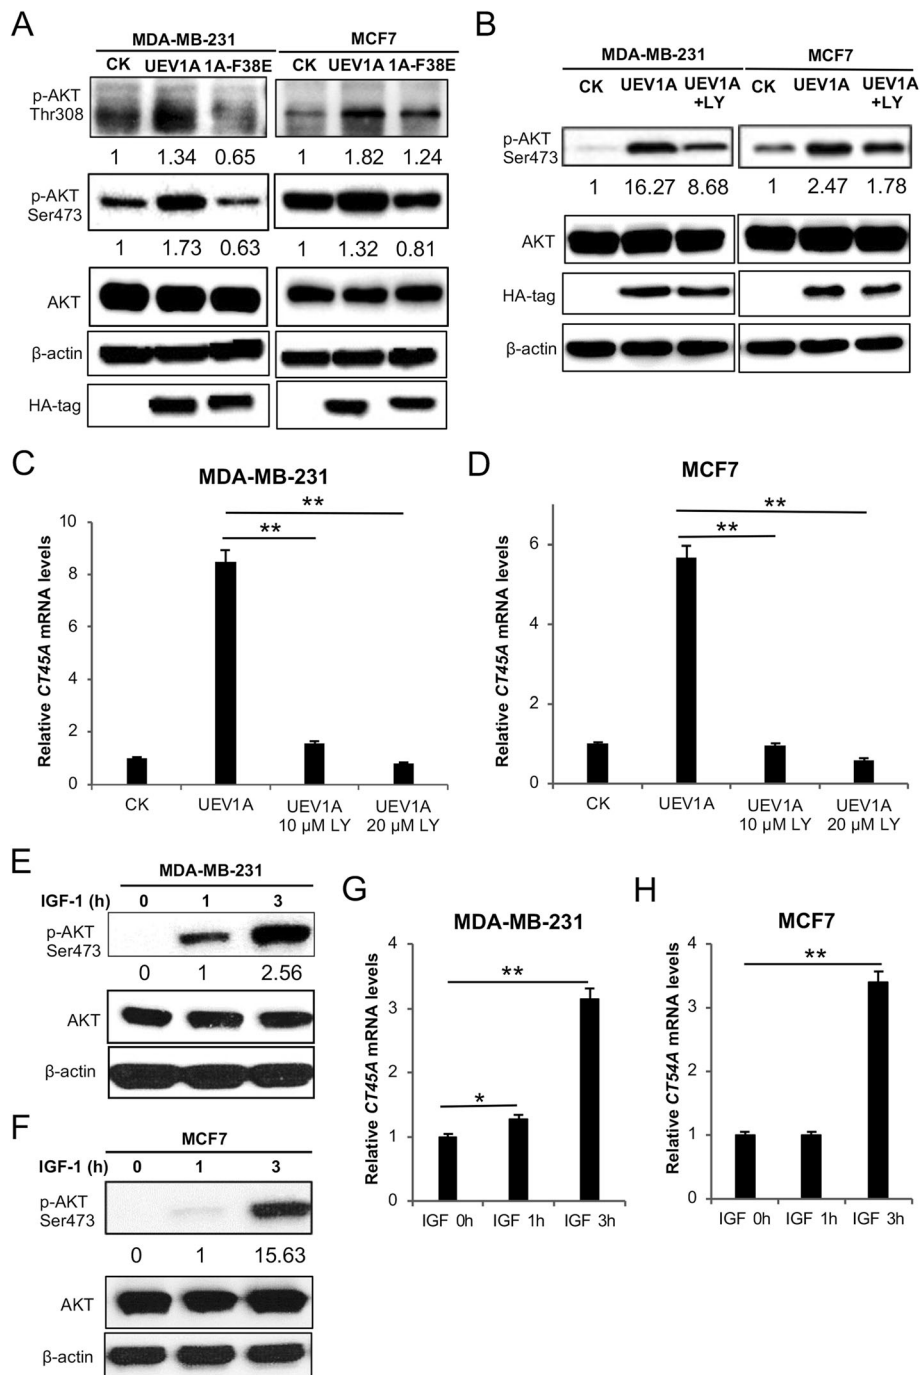 A
MDA-MB-231 MCF7
CK UEV1A 1A-F38E CK UEV1A 1A-F38E
p-AKT
Thr308
1 1.34 0.65 1 1.82 1.24
p-AKT
Ser473
1 1.73 0.63 1 1.32 0.81
AKT
β-actin
HA-tag
B
MDA-MB-231 MCF7
CK UEV1A UEV1A CK UEV1A UEV1A
+LY +LY
p-AKT
Ser473
1 16.27 8.68 1 2.47 1.78
AKT
HA-tag
β-actin
C
MDA-MB-231
**
**
Relative CT45A mRNA levels
10
8
6
4
2
0
CK UEV1A UEV1A UEV1A
10 µM LY 20 µM LY
D
MCF7
**
**
Relative CT45A mRNA levels
6
4
2
0
CK UEV1A UEV1A UEV1A
10 µM LY 20 µM LY
E
MDA-MB-231
IGF-1 (h) 0 1 3
p-AKT
Ser473
0 1 2.56
AKT
β-actin
F
MCF7
IGF-1 (h) 0 1 3
p-AKT
Ser473
0 1 15.63
AKT
β-actin
G
MDA-MB-231
**
*
Relative CT45A mRNA levels
4
3
2
1
0
IGF 0h IGF 1h IGF 3h
H
MCF7
**
Relative CT54A mRNA levels
4
3
2
1
0
IGF 0h IGF 1h IGF 3h